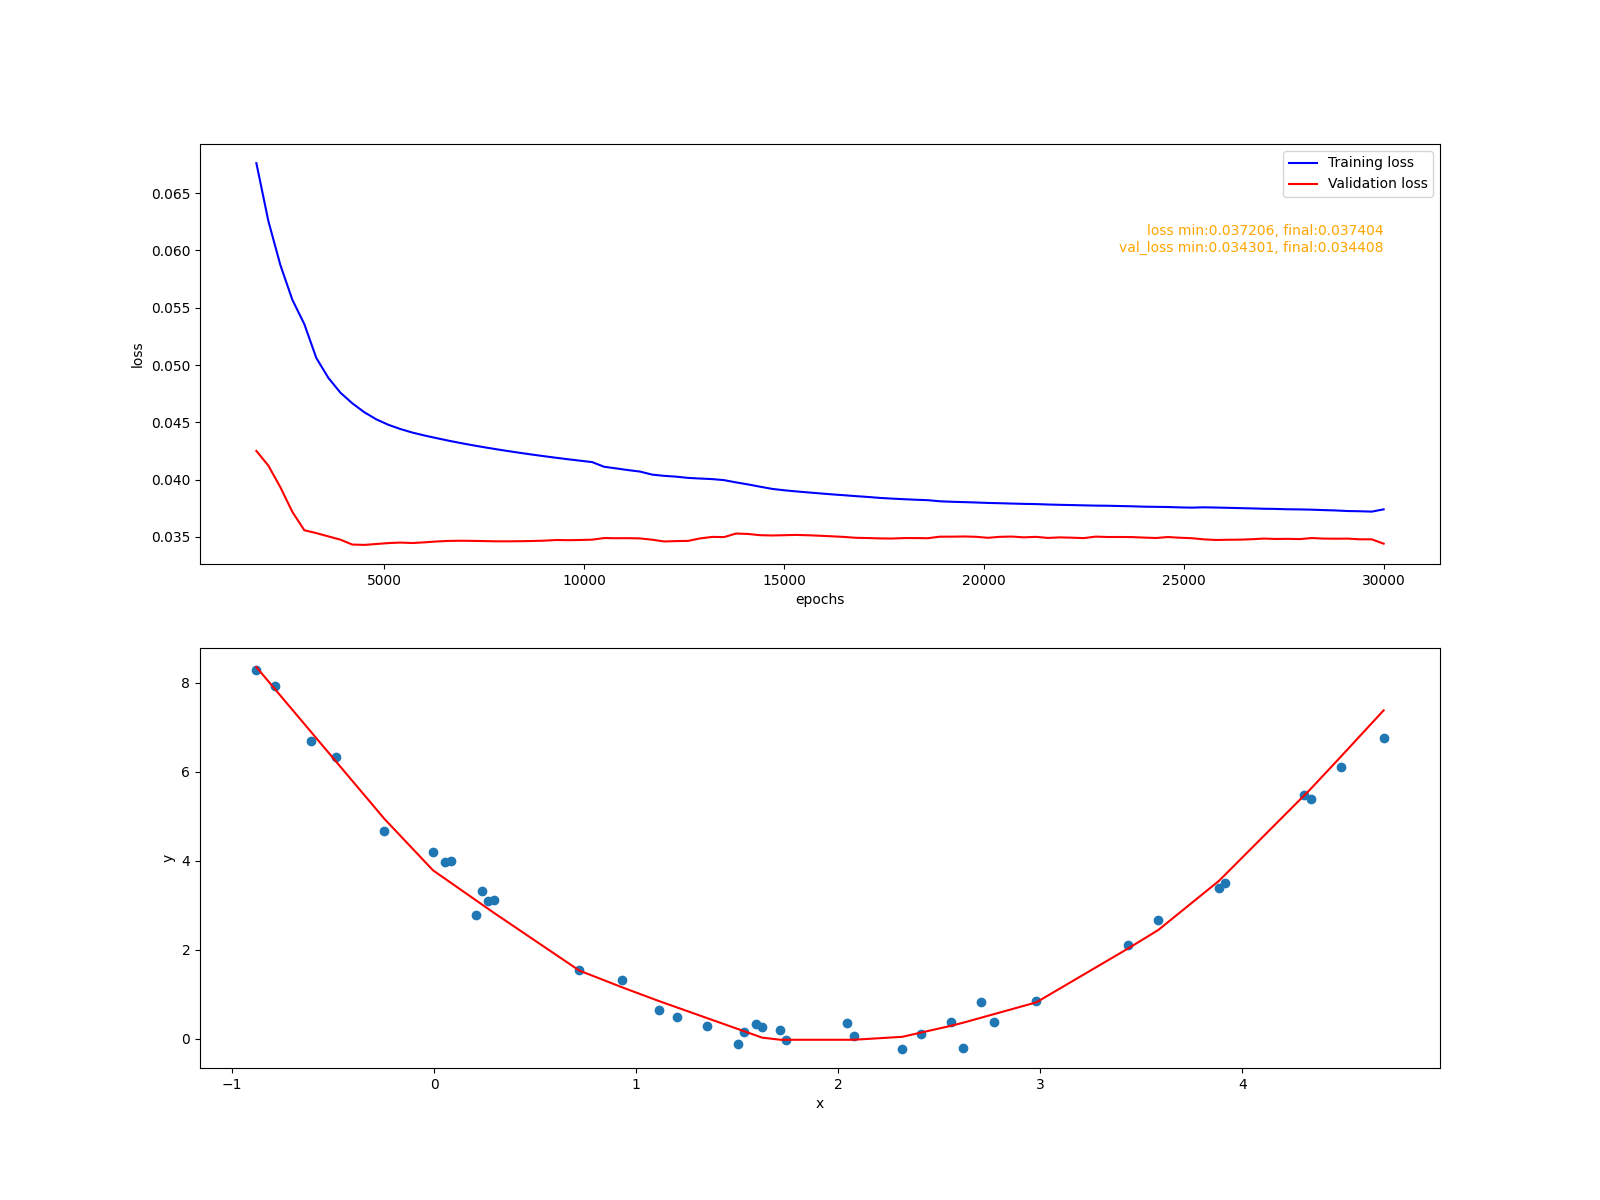 Training loss
Validation loss
loss min:0.037206, final:0.037404
val_loss min:0.034301, final:0.034408
0.065
0.060
0.055
0.050
0.045
0.040
0.035
loss
5000 10000 15000 20000 25000 30000
epochs
8
6
4
2
0
y
−1 0 1 2 3 4
x